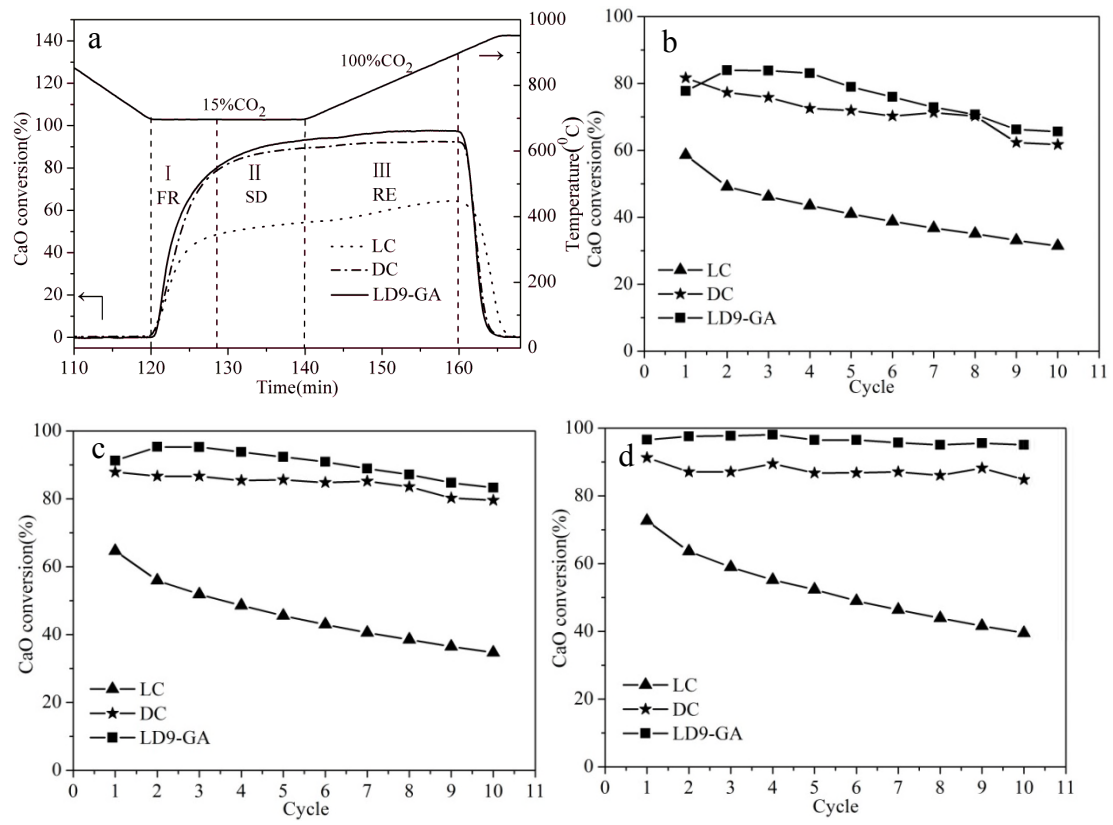 a
CaO conversion(%)
140
120
100
80
60
40
20
0
110
120
130
140
150
160
Time(min)
1000
800
600
400
200
0
Temperature(⁰C)
15%CO₂
100%CO₂
I
FR
II
SD
III
RE
LC
DC
LD9-GA
b
CaO conversion(%)
100
80
60
40
20
0
0 1 2 3 4 5 6 7 8 9 10 11
Cycle
LC
DC
LD9-GA
c
CaO conversion(%)
100
80
60
40
20
0
0 1 2 3 4 5 6 7 8 9 10 11
Cycle
LC
DC
LD9-GA
d
CaO conversion(%)
100
80
60
40
20
0
0 1 2 3 4 5 6 7 8 9 10 11
Cycle
LC
DC
LD9-GA